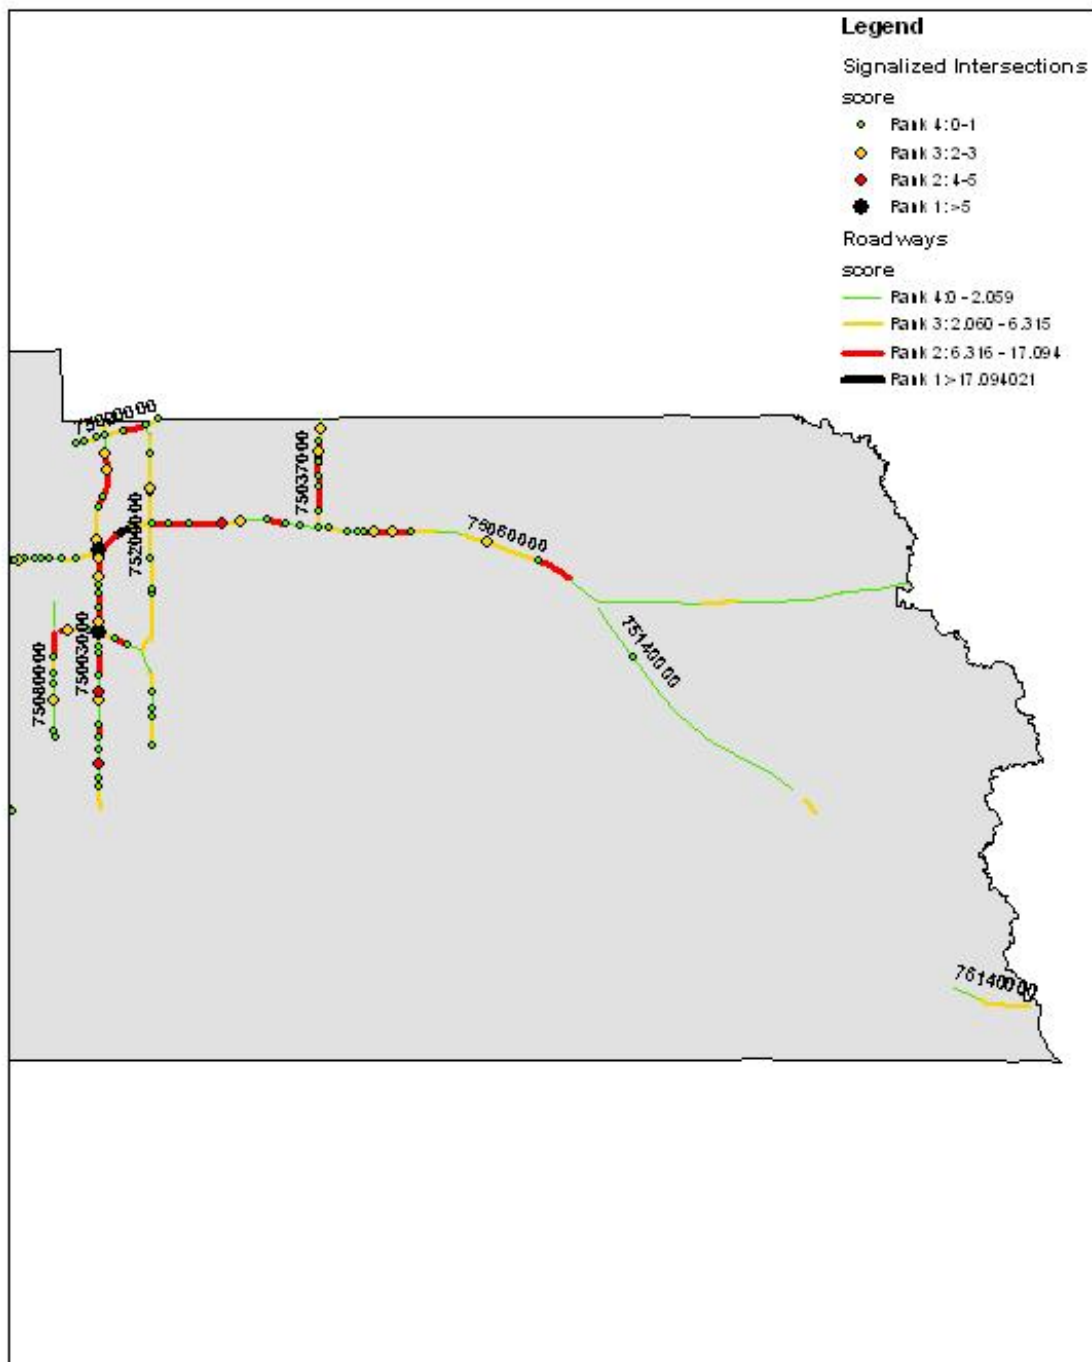 Legend
Signalized Intersections
score
Rank 4:0-1
Rank 3:2-3
Rank 2:4-5
Rank 1:>5
Roadways
score
Rank 4:0 - 2.059
Rank 3:2.060 - 6.315
Rank 2:6.316 - 17.094
Rank 1 > 17.094021
75037000
75060000
75140000
75080000
75003000
75140000